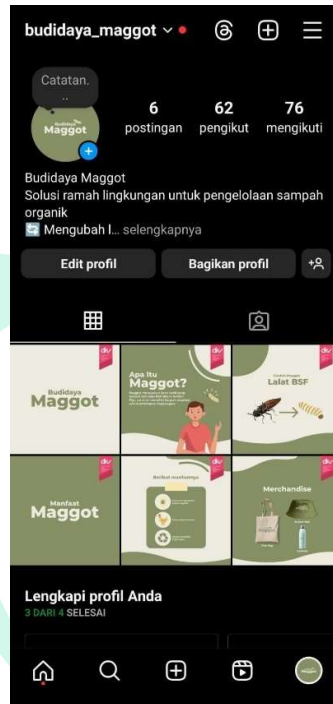 budidaya_maggot
Catatan.
..
Budidaya
Maggot
6
postingan
62
pengikut
76
mengikuti
Budidaya Maggot
Solusi ramah lingkungan untuk pengelolaan sampah
organik
Mengubah l... selengkapnya
Edit profil
Bagikan profil
Budidaya
Maggot
Apa Itu
Maggot?
Lalat BSF
Manfaat
Maggot
Merchandise
Lengkapi profil Anda
3 DARI 4 SELESAI